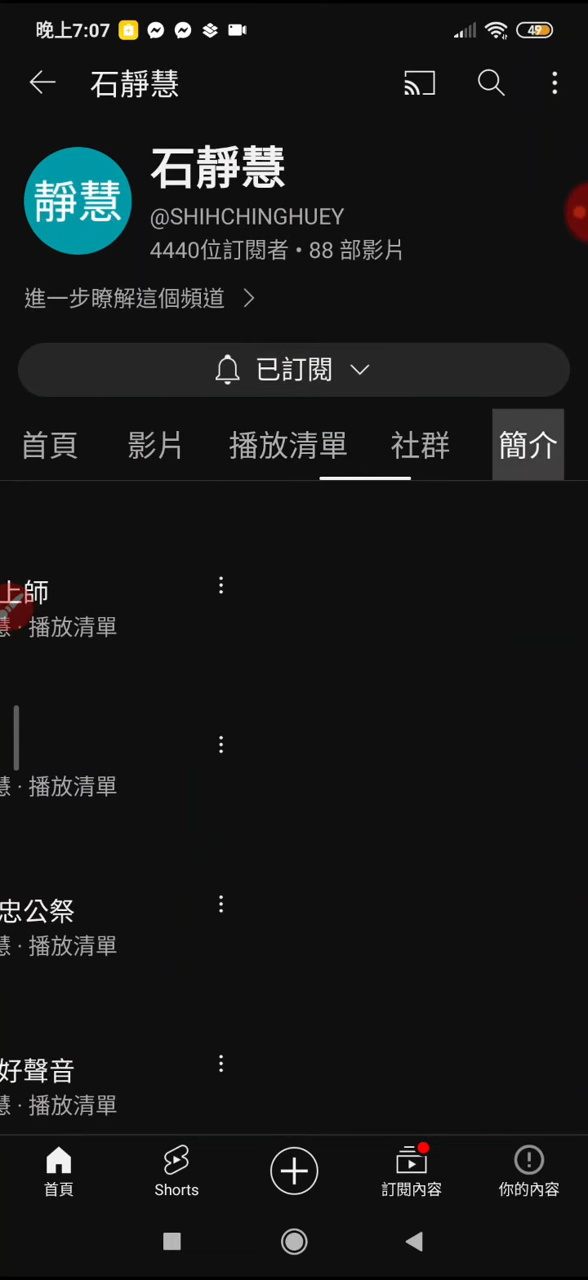 晚上7:07
49
石靜慧
靜慧
石靜慧
@SHIHCHINGHUEY
4440位訂閱者 • 88 部影片
進一步瞭解這個頻道
已訂閱
首頁 影片 播放清單 社群 簡介
上師
慧 · 播放清單
慧 · 播放清單
忠公祭
慧 · 播放清單
好聲音
慧 · 播放清單
首頁 Shorts 訂閱內容 你的內容